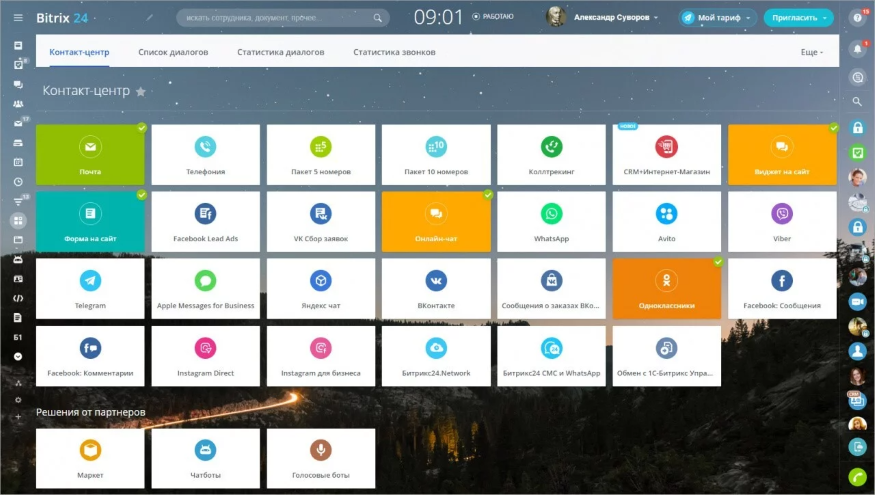 Bitrix 24
искать сотрудника, документ, прочее...
09:01
РАБОТАЮ
Александр Суворов
Мой тариф
Пригласить
Контакт-центр
Список диалогов
Статистика диалогов
Статистика звонков
Еще
Контакт-центр
Почта
Телефония
5
Пакет 5 номеров
10
Пакет 10 номеров
Коллтрекинг
CRM+Интернет-Магазин
Виджет на сайт
Форма на сайт
Facebook Lead Ads
VK Сбор заявок
Онлайн-чат
WhatsApp
Avito
Viber
Telegram
Apple Messages for Business
Яндекс чат
ВКонтакте
Сообщения о заказах ВКо...
Одноклассники
Facebook: Сообщения
Facebook: Комментарии
Instagram Direct
Instagram для бизнеса
Битрикс24.Network
24
Битрикс24 СМС и WhatsApp
Обмен с 1С-Битрикс Упра...
Б1
Решения от партнеров
Маркет
Чатботы
Голосовые боты